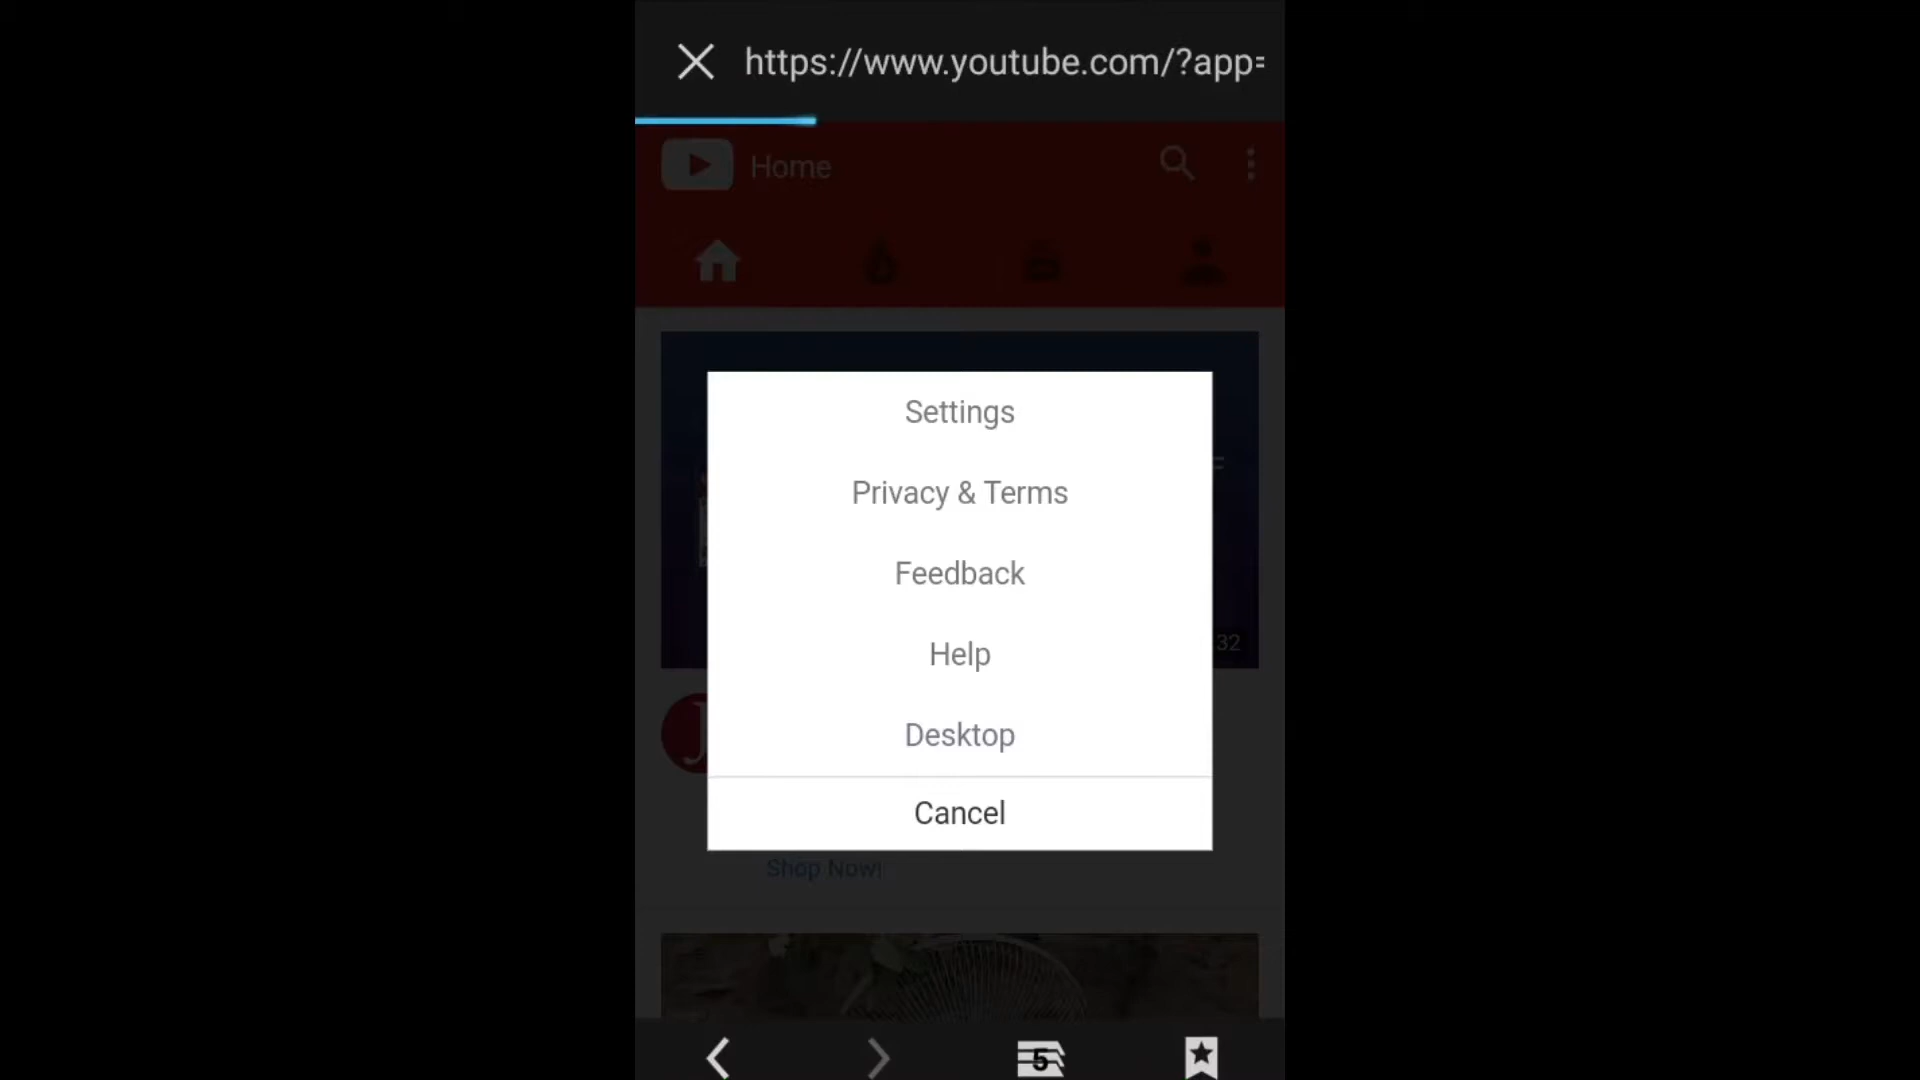 https://www.youtube.com/?app=
Home
Settings
Privacy & Terms
Feedback
32
Help
J
Desktop
Cancel
Shop Now!
5